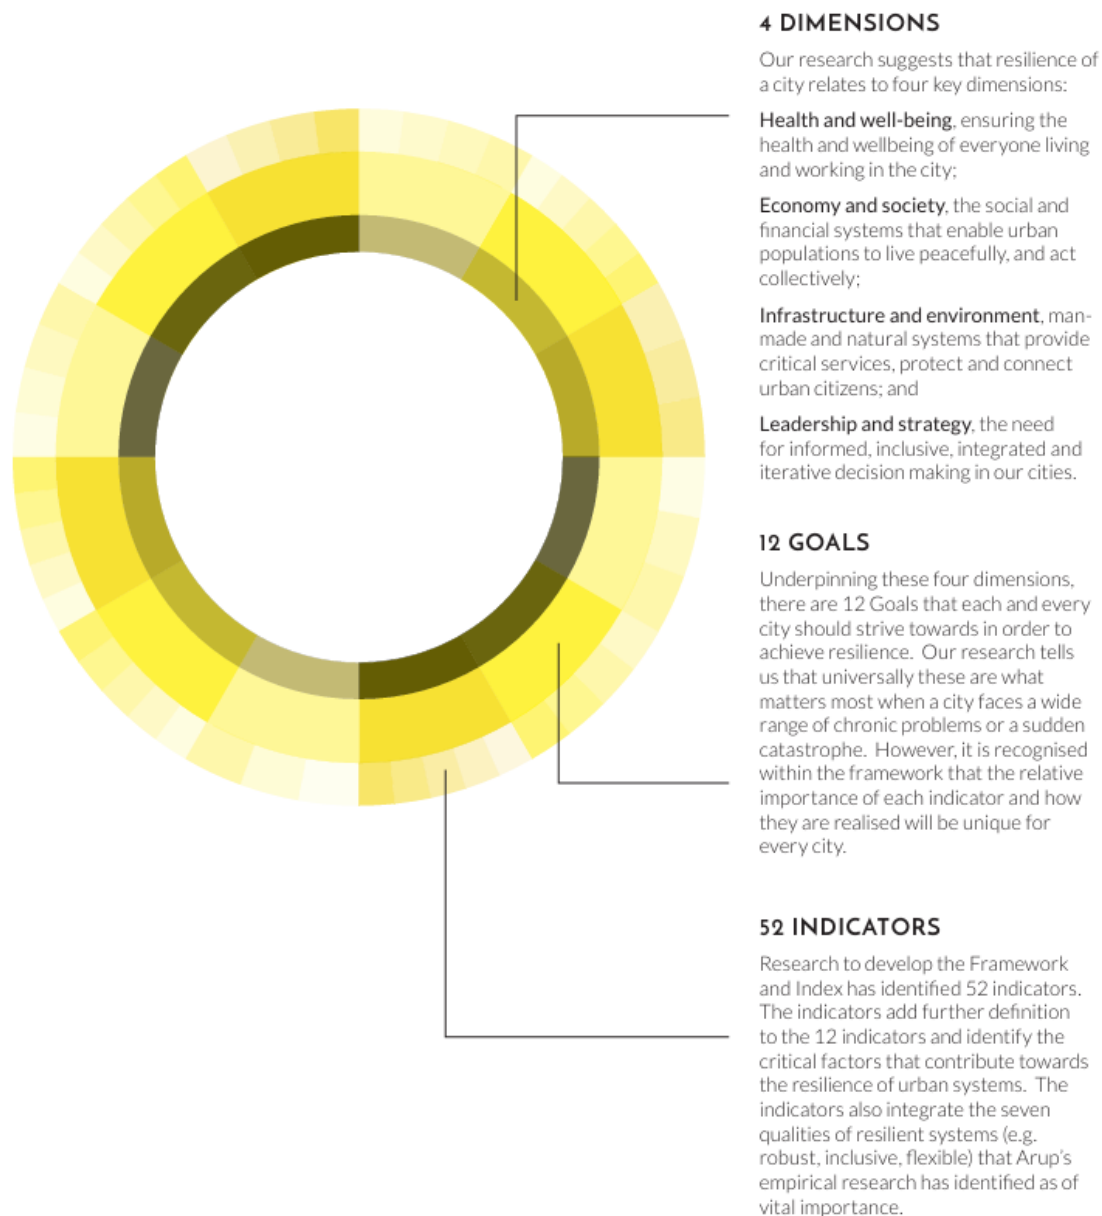 4 DIMENSIONS
Our research suggests that resilience of
a city relates to four key dimensions:
Health and well-being, ensuring the
health and wellbeing of everyone living
and working in the city;
Economy and society, the social and
financial systems that enable urban
populations to live peacefully, and act
collectively;
Infrastructure and environment, man-
made and natural systems that provide
critical services, protect and connect
urban citizens; and
Leadership and strategy, the need
for informed, inclusive, integrated and
iterative decision making in our cities.
12 GOALS
Underpinning these four dimensions,
there are 12 Goals that each and every
city should strive towards in order to
achieve resilience. Our research tells
us that universally these are what
matters most when a city faces a wide
range of chronic problems or a sudden
catastrophe. However, it is recognised
within the framework that the relative
importance of each indicator and how
they are realised will be unique for
every city.
52 INDICATORS
Research to develop the Framework
and Index has identified 52 indicators.
The indicators add further definition
to the 12 indicators and identify the
critical factors that contribute towards
the resilience of urban systems. The
indicators also integrate the seven
qualities of resilient systems (e.g.
robust, inclusive, flexible) that Arup's
empirical research has identified as of
vital importance.